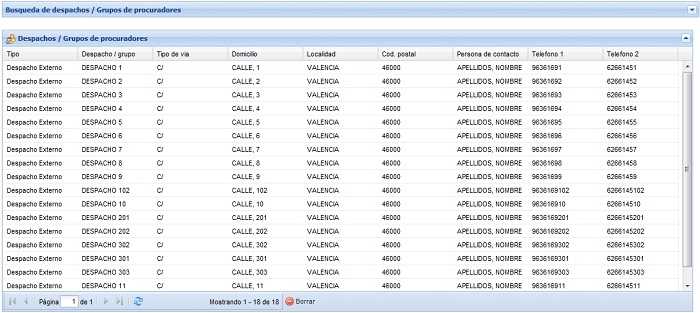 Busqueda de despachos / Grupos de procuradores
Despachos / Grupos de procuradores
Tipo Despacho / grupo Tipo de via Domicilio Localidad Cod. postal Persona de contacto Telefono 1 Telefono 2
Despacho Externo DESPACHO 1 C/ CALLE, 1 VALENCIA 46000 APELLIDOS, NOMBRE 96361691 62661451
Despacho Externo DESPACHO 2 C/ CALLE, 2 VALENCIA 46000 APELLIDOS, NOMBRE 96361692 62661452
Despacho Externo DESPACHO 3 C/ CALLE, 3 VALENCIA 46000 APELLIDOS, NOMBRE 96361693 62661453
Despacho Externo DESPACHO 4 C/ CALLE, 4 VALENCIA 46000 APELLIDOS, NOMBRE 96361694 62661454
Despacho Externo DESPACHO 5 C/ CALLE, 5 VALENCIA 46000 APELLIDOS, NOMBRE 96361695 62661455
Despacho Externo DESPACHO 6 C/ CALLE, 6 VALENCIA 46000 APELLIDOS, NOMBRE 96361696 62661456
Despacho Externo DESPACHO 7 C/ CALLE, 7 VALENCIA 46000 APELLIDOS, NOMBRE 96361697 62661457
Despacho Externo DESPACHO 8 C/ CALLE, 8 VALENCIA 46000 APELLIDOS, NOMBRE 96361698 62661458
Despacho Externo DESPACHO 9 C/ CALLE, 9 VALENCIA 46000 APELLIDOS, NOMBRE 96361699 62661459
Despacho Externo DESPACHO 102 C/ CALLE, 102 VALENCIA 46000 APELLIDOS, NOMBRE 9636169102 6266145102
Despacho Externo DESPACHO 10 C/ CALLE, 10 VALENCIA 46000 APELLIDOS, NOMBRE 963616910 626614510
Despacho Externo DESPACHO 201 C/ CALLE, 201 VALENCIA 46000 APELLIDOS, NOMBRE 9636169201 6266145201
Despacho Externo DESPACHO 202 C/ CALLE, 202 VALENCIA 46000 APELLIDOS, NOMBRE 9636169202 6266145202
Despacho Externo DESPACHO 302 C/ CALLE, 302 VALENCIA 46000 APELLIDOS, NOMBRE 9636169302 6266145302
Despacho Externo DESPACHO 301 C/ CALLE, 301 VALENCIA 46000 APELLIDOS, NOMBRE 9636169301 6266145301
Despacho Externo DESPACHO 303 C/ CALLE, 303 VALENCIA 46000 APELLIDOS, NOMBRE 9636169303 6266145303
Despacho Externo DESPACHO 11 C/ CALLE, 11 VALENCIA 46000 APELLIDOS, NOMBRE 963616911 626614511
Página 1 de 1 Mostrando 1 - 18 de 18 Borrar